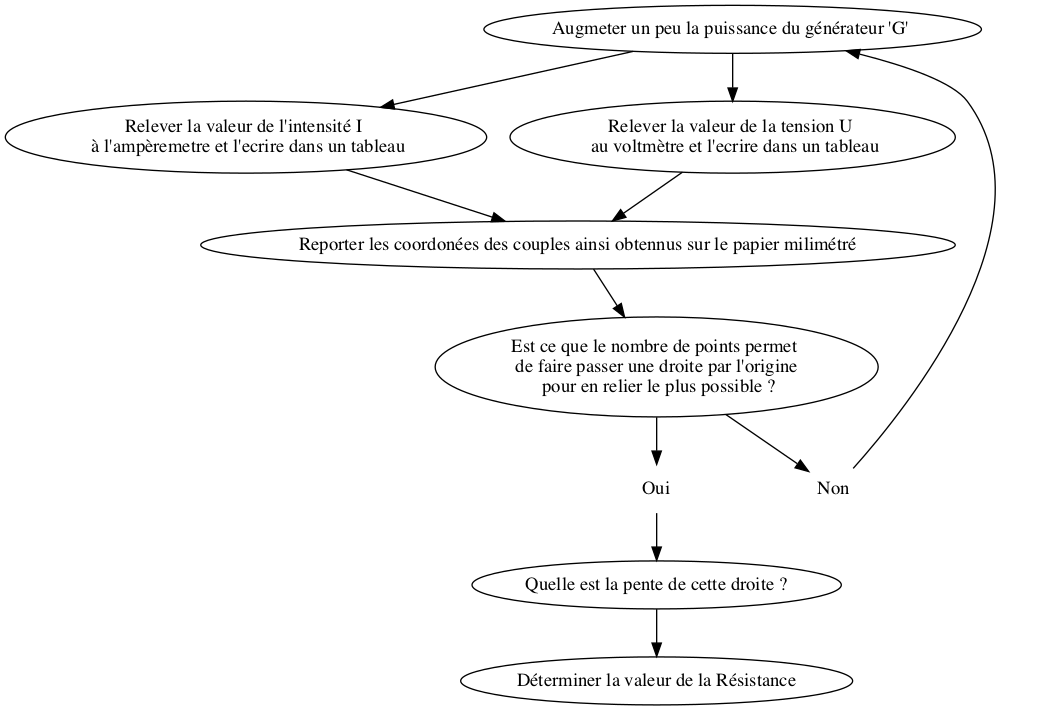 Augmeter un peu la puissance du générateur 'G'
Relever la valeur de l'intensité I
à l'ampèremetre et l'ecrire dans un tableau
Relever la valeur de la tension U
au voltmètre et l'ecrire dans un tableau
Reporter les coordonées des couples ainsi obtennus sur le papier milimétré
Est ce que le nombre de points permet
de faire passer une droite par l'origine
pour en relier le plus possible ?
Oui
Non
Quelle est la pente de cette droite ?
Déterminer la valeur de la Résistance